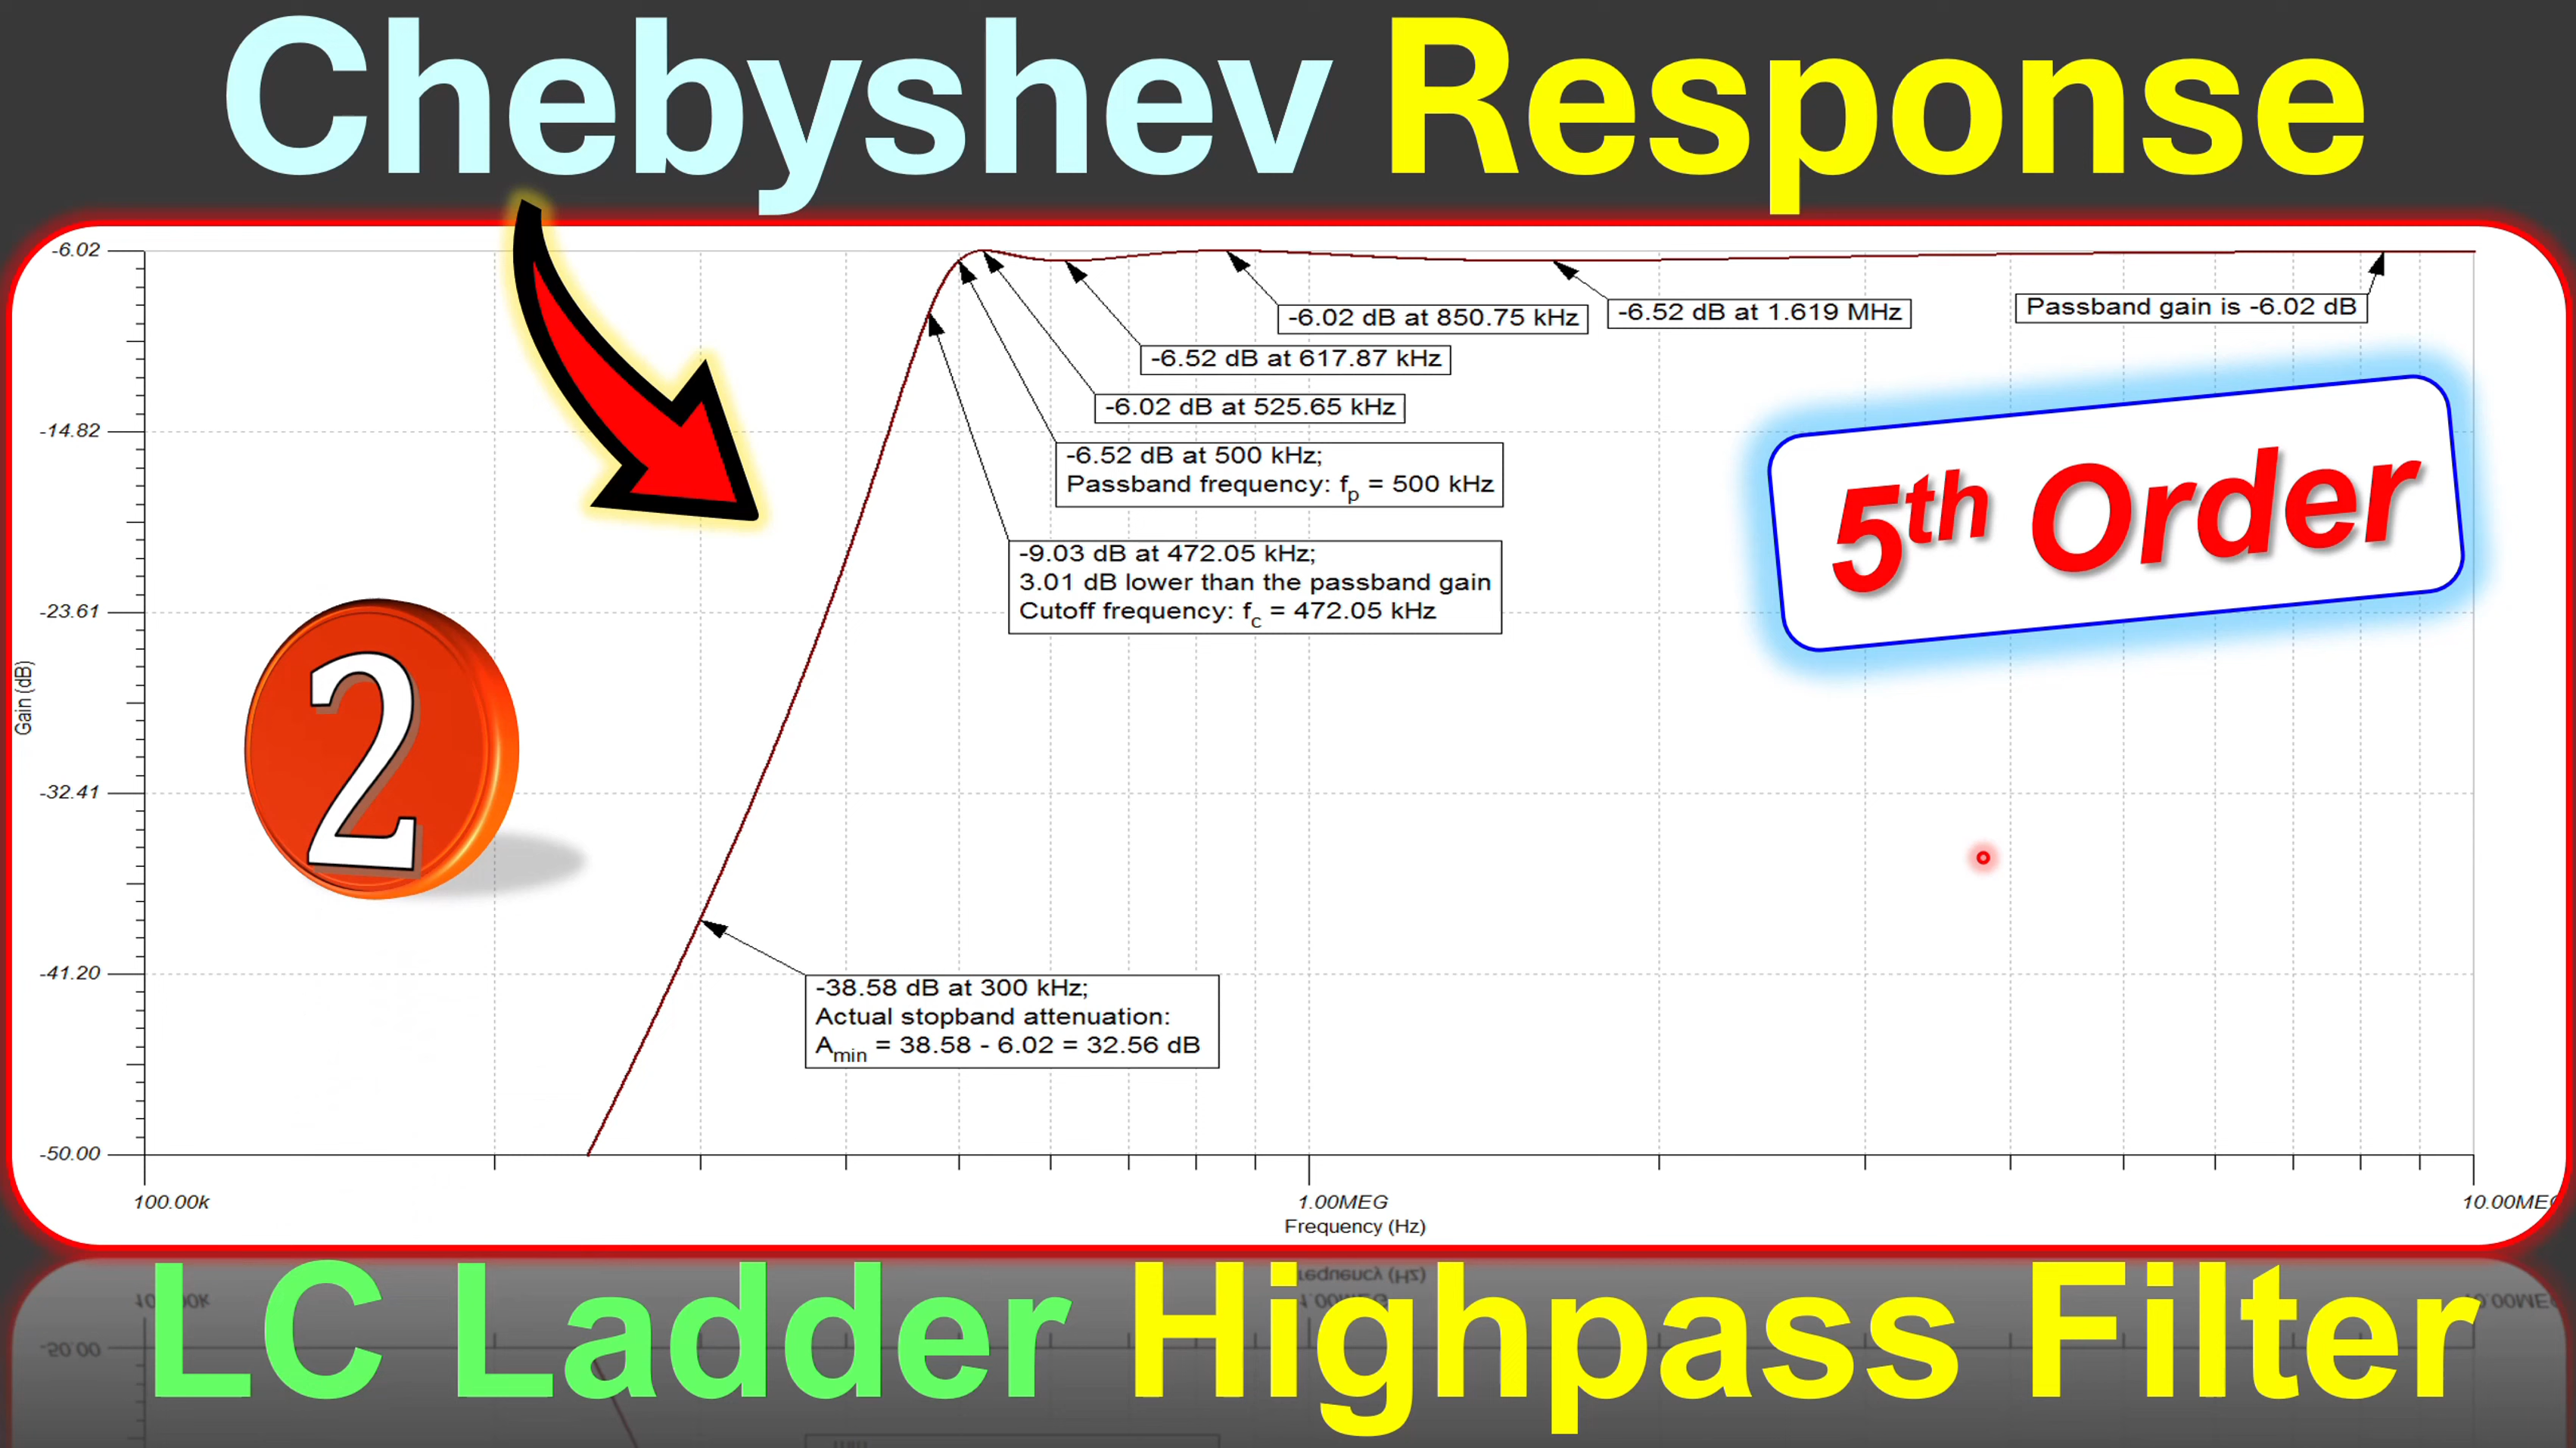 Chebyshev Response
-6.02
-6.02 dB at 850.75 kHz
-6.52 dB at 1.619 MHz
Passband gain is -6.02 dB
-6.52 dB at 617.87 kHz
-6.02 dB at 525.65 kHz
-14.82
-6.52 dB at 500 kHz;
Passband frequency: fp = 500 kHz
5th Order
-9.03 dB at 472.05 kHz;
3.01 dB lower than the passband gain
Cutoff frequency: fc = 472.05 kHz
-23.61
Gain (dB)
2
-32.41
-41.20
-38.58 dB at 300 kHz;
Actual stopband attenuation:
Amin = 38.58 - 6.02 = 32.56 dB
-50.00
100.00k
1.00MEG
10.00MEG
Frequency (Hz)
LC Ladder Highpass Filter